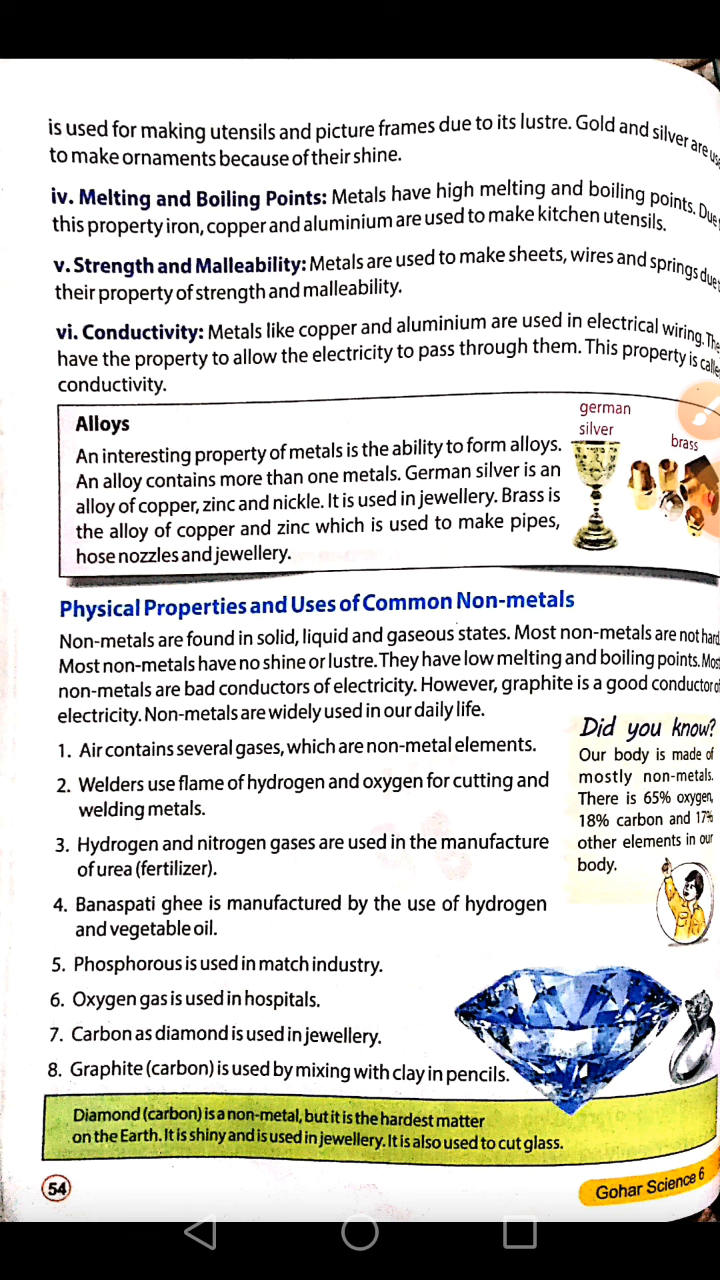 is used for making utensils and picture frames due to its lustre. Gold and silver are
to make ornaments because of their shine.
iv. Melting and Boiling Points: Metals have high melting and boiling points. Due
this property iron, copper and aluminium are used to make kitchen utensils.
v. Strength and Malleability: Metals are used to make sheets, wires and springs due
their property of strength and malleability.
vi. Conductivity: Metals like copper and aluminium are used in electrical wiring.
have the property to allow the electricity to pass through them. This property is
conductivity.
Alloys
An interesting property of metals is the ability to form alloys.
An alloy contains more than one metals. German silver is an
alloy of copper, zinc and nickle. It is used in jewellery. Brass is
the alloy of copper and zinc which is used to make pipes,
hose nozzles and jewellery.
german
silver
brass
Physical Properties and Uses of Common Non-metals
Non-metals are found in solid, liquid and gaseous states. Most non-metals are not hard
Most non-metals have no shine or lustre. They have low melting and boiling points. Most
non-metals are bad conductors of electricity. However, graphite is a good conductor of
electricity. Non-metals are widely used in our daily life.
1. Air contains several gases, which are non-metal elements.
2. Welders use flame of hydrogen and oxygen for cutting and
welding metals.
3. Hydrogen and nitrogen gases are used in the manufacture
of urea (fertilizer).
4. Banaspati ghee is manufactured by the use of hydrogen
and vegetable oil.
5. Phosphorous is used in match industry.
6. Oxygen gas is used in hospitals.
7. Carbon as diamond is used in jewellery.
8. Graphite (carbon) is used by mixing with clay in pencils.
Did you know?
Our body is made of
mostly non-metals.
There is 65% oxygen,
18% carbon and 17%
other elements in our
body.
Diamond (carbon) is a non-metal, but it is the hardest matter
on the Earth. It is shiny and is used in jewellery. It is also used to cut glass.
54
Gohar Science 6